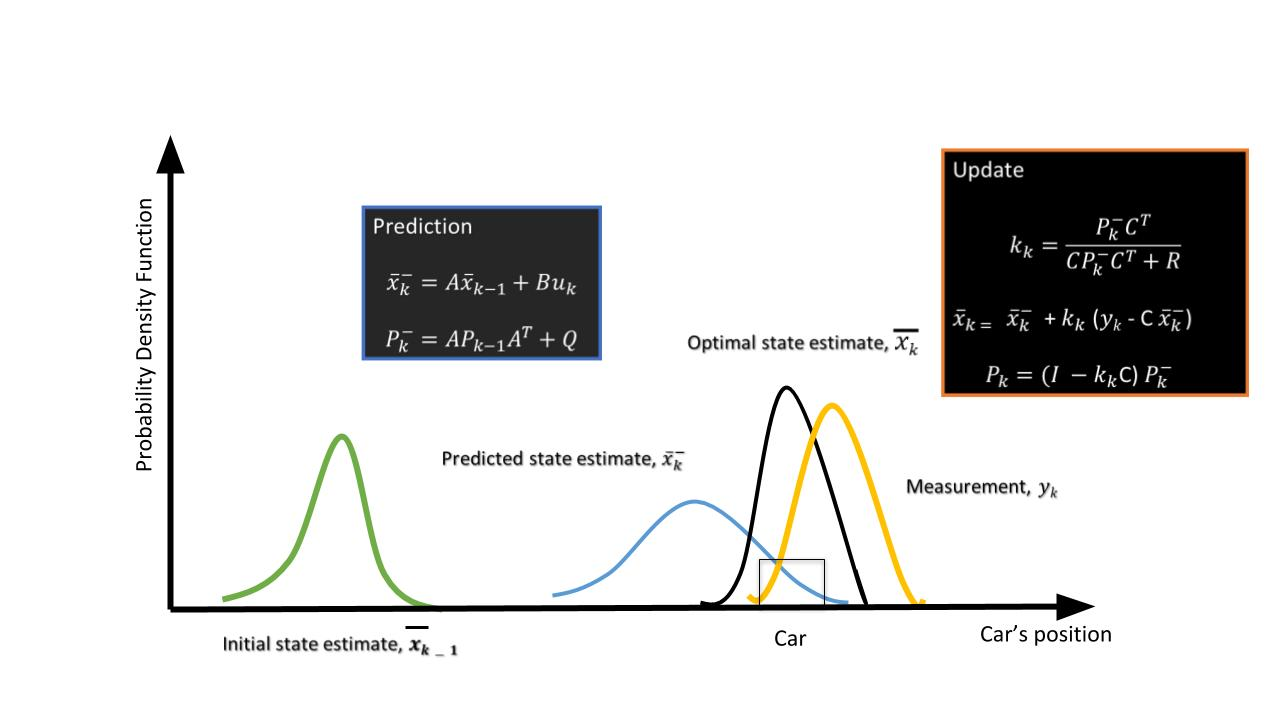 Probability Density Function
Prediction
x̄ₖ⁻ = Ax̄ₖ₋₁ + Buₖ
Pₖ⁻ = APₖ₋₁Aᵀ + Q
Update
kₖ = Pₖ⁻Cᵀ / CPₖ⁻Cᵀ + R
x̄ₖ = x̄ₖ⁻ + kₖ (yₖ - C x̄ₖ⁻)
Pₖ = (I − kₖC) Pₖ⁻
Optimal state estimate, x̄ₖ
Predicted state estimate, x̄ₖ⁻
Measurement, yₖ
Initial state estimate, x̄ₖ ₋ ₁
Car
Car’s position